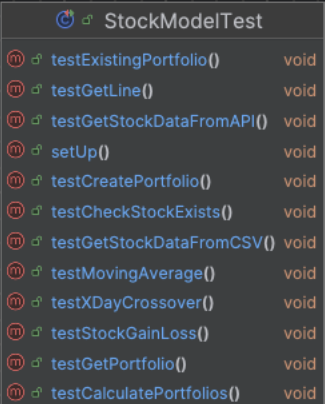 StockModelTest
testExistingPortfolio() void
testGetLine() void
testGetStockDataFromAPI() void
setUp() void
testCreatePortfolio() void
testCheckStockExists() void
testGetStockDataFromCSV() void
testMovingAverage() void
testXDayCrossover() void
testStockGainLoss() void
testGetPortfolio() void
testCalculatePortfolios() void